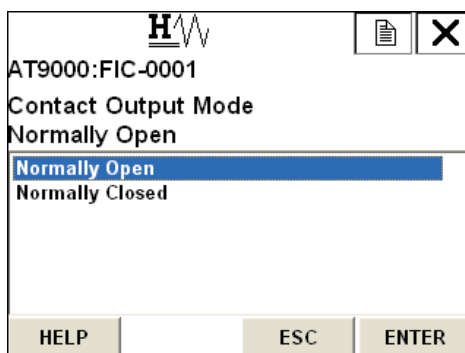 H
AT9000:FIC-0001
Contact Output Mode
Normally Open
Normally Open
Normally Closed
HELP ESC ENTER